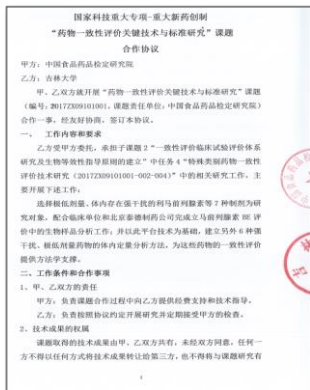 国家科技重大专项-重大新药创制
“药物一致性评价关键技术与标准研究”课题
合作协议
甲方：中国食品药品检定研究院
乙方：吉林大学
甲、乙双方就开展“药物一致性评价关键技术与标准研究”课题
（编号：2017ZX09101001，课题责任单位：中国食品药品检定研究院）
合作一事，经友好协商，签订本协议。
一、 工作内容和要求
乙方受甲方委托，承担子课题 2“一致性评价临床试验评价体系
研究及生物等效性指导原则的建立”中任务 4“特殊类别药物一致性
评价技术研究（2017ZX09101001-002-004）”中的相关研究工作。主
要开展下述工作：
选择极低剂量、体内存在强干扰的利马前列腺素等 7 种制剂为研
究对象。配合临床单位和北京泰德制药公司完成立马前列腺素 BE 评
价中的生物样品分析工作；并以此平台技术为基础，建立另外 6 种强
干扰、极低剂量药物的体内定量分析方法，为这些药物的一致性评价
提供方法学支撑。
二、工作条件和合作事项
1、甲、乙双方的责任
甲方：负责课题合作过程中向乙方提供经费支持和技术指导。
乙方：负责按照协议约定开展研究并定期接受甲方的检查。
2、技术成果的权属
课题取得的技术成果由甲、乙双方共有，未经双方同意，任何一
方不得以任何方式将技术成果转让给第三方，也不得将与课题研究有
1